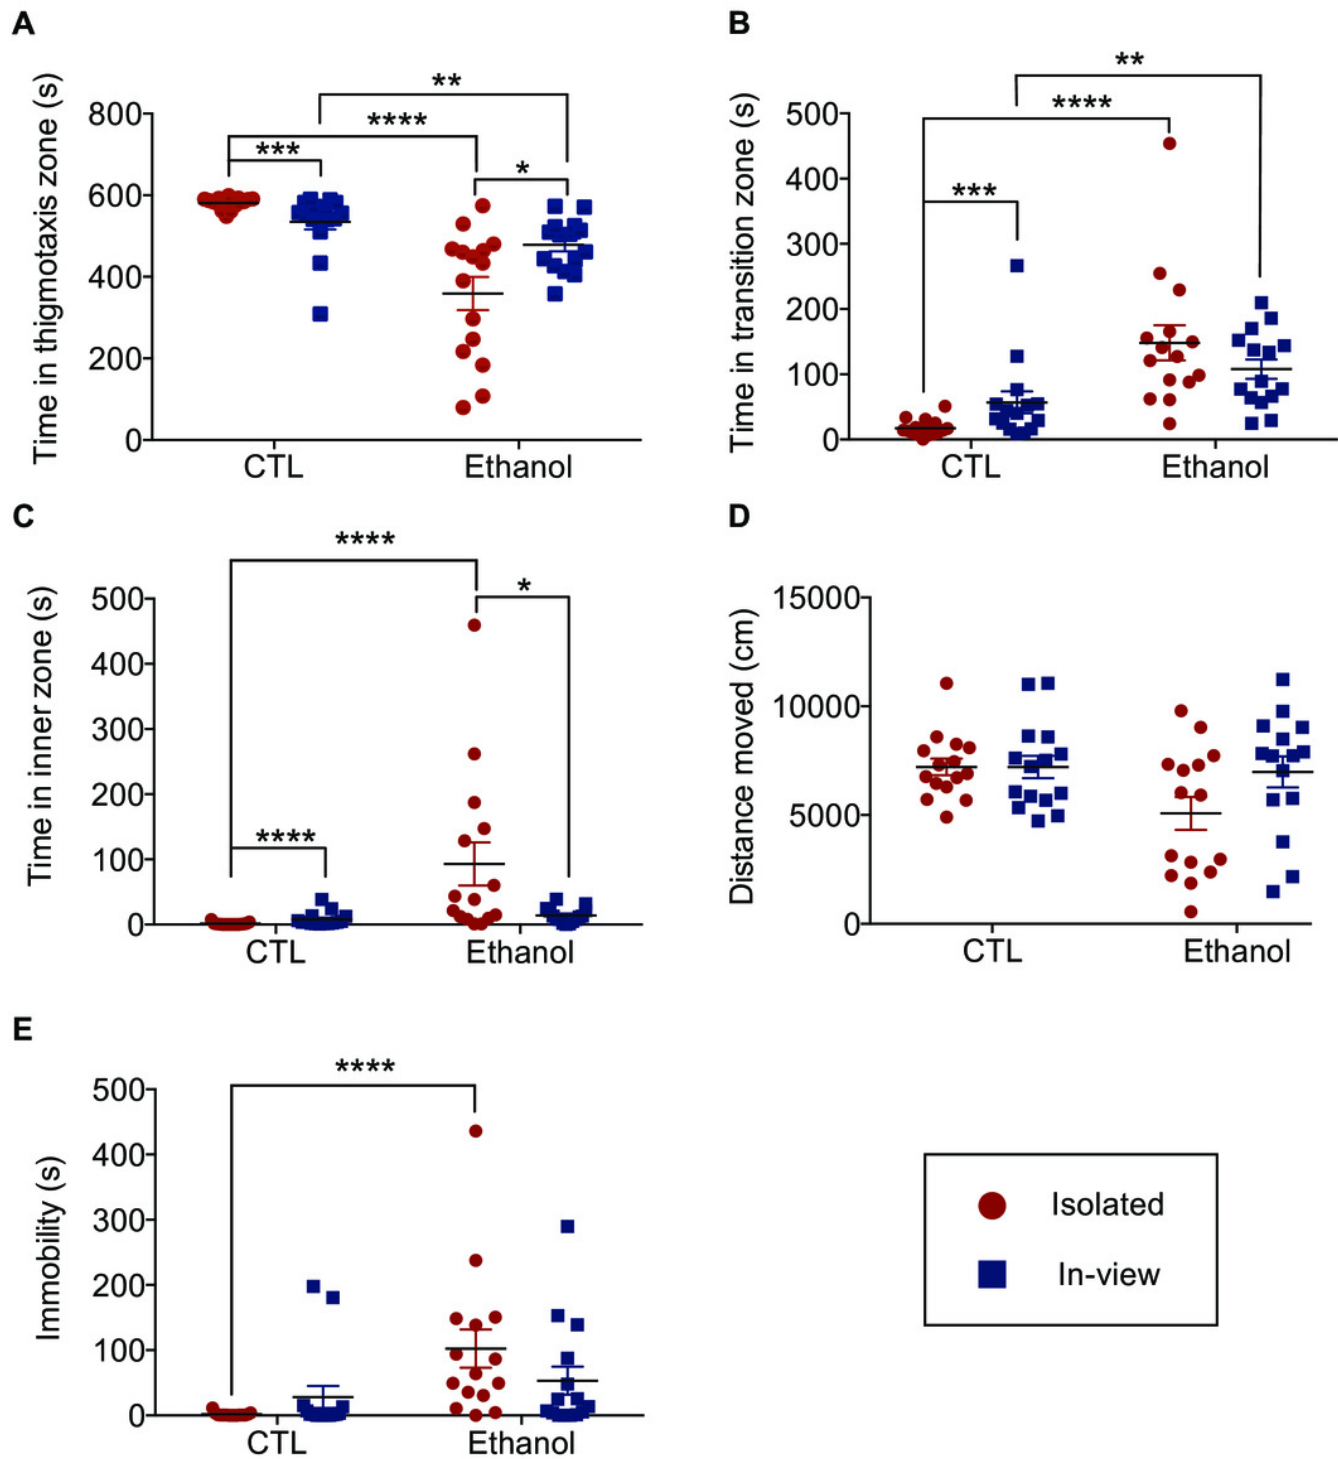 A
Time in thigmotaxis zone (s)
800
600
400
200
0
***
****
**
*
CTL Ethanol
B
Time in transition zone (s)
500
400
300
200
100
0
***
****
**
CTL Ethanol
C
Time in inner zone (s)
500
400
300
200
100
0
****
****
*
CTL Ethanol
D
Distance moved (cm)
15000
10000
5000
0
CTL Ethanol
E
Immobility (s)
500
400
300
200
100
0
****
CTL Ethanol
Isolated
In-view